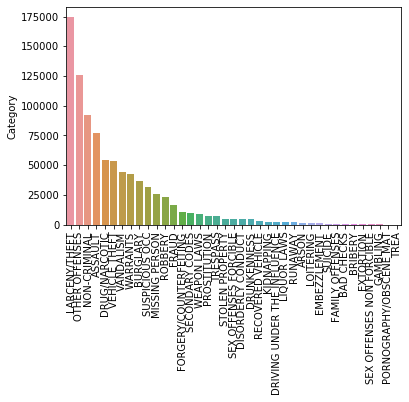 175000
150000
125000
100000
75000
50000
25000
0
Category
LARCENY/THEFT
OTHER OFFENSES
NON-CRIMINAL
ASSAULT
DRUG/NARCOTIC
VEHICLE THEFT
VANDALISM
WARRANTS
BURGLARY
SUSPICIOUS OCC
MISSING PERSON
ROBBERY
FRAUD
FORGERY/COUNTERFEITING
SECONDARY CODES
WEAPON LAWS
PROSTITUTION
TRESPASS
STOLEN PROPERTY
SEX OFFENSES FORCIBLE
DISORDERLY CONDUCT
DRUNKENNESS
RECOVERED VEHICLE
KIDNAPPING
DRIVING UNDER THE INFLUENCE
LIQUOR LAWS
RUNAWAY
ARSON
LOITERING
EMBEZZLEMENT
SUICIDE
FAMILY OFFENSES
BAD CHECKS
BRIBERY
EXTORTION
SEX OFFENSES NON FORCIBLE
GAMBLING
PORNOGRAPHY/OBSCENE MAT
TREA